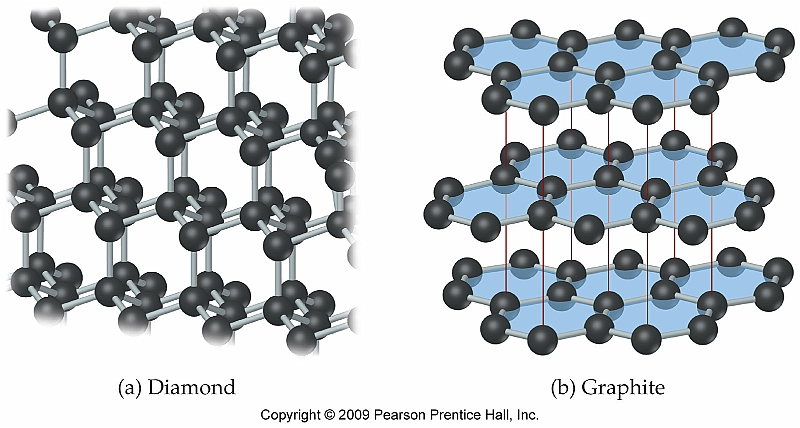 (a) Diamond
(b) Graphite
Copyright © 2009 Pearson Prentice Hall, Inc.